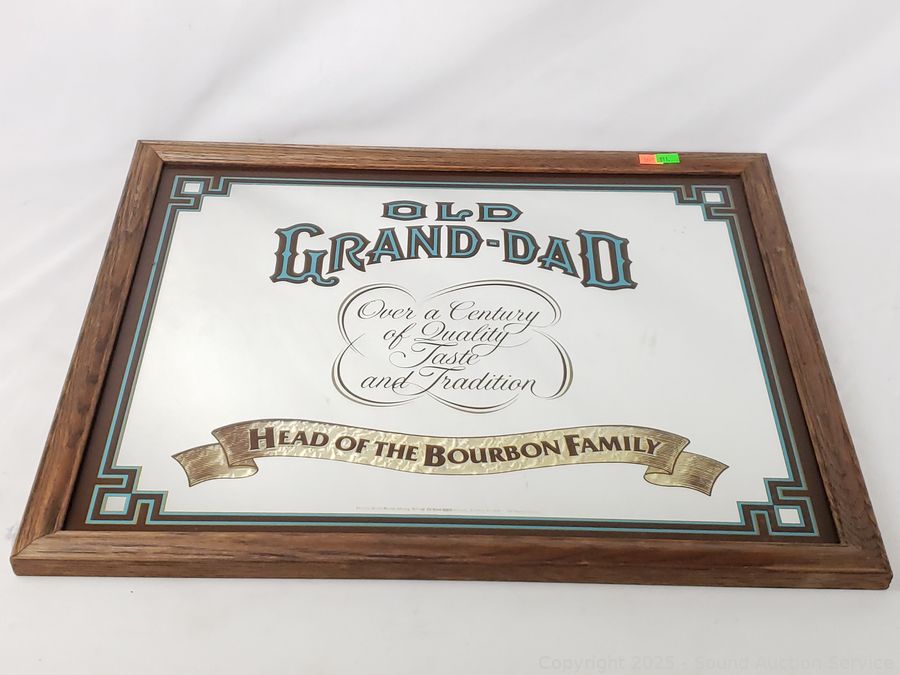 OLD
GRAND-DAD
Over a Century
of Quality
Taste
and Tradition
HEAD OF THE BOURBON FAMILY
Copyright 2025 - Sound Auction Service